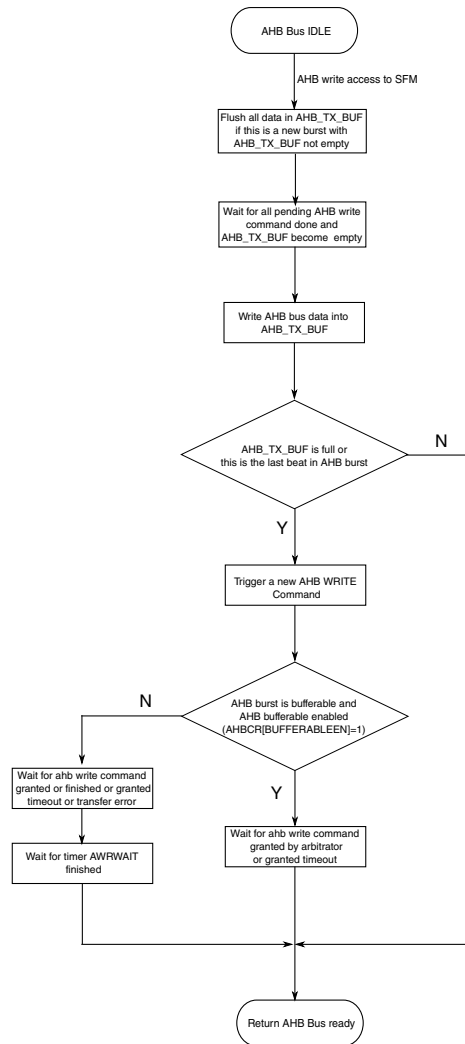 AHB Bus IDLE
AHB write access to SFM
Flush all data in AHB_TX_BUF
if this is a new burst with
AHB_TX_BUF not empty
Wait for all pending AHB write
command done and
AHB_TX_BUF become empty
Write AHB bus data into
AHB_TX_BUF
AHB_TX_BUF is full or
this is the last beat in AHB burst
N
Y
Trigger a new AHB WRITE
Command
AHB burst is bufferable and
AHB bufferable enabled
(AHBCR[BUFFERABLEEN]=1)
N
Y
Wait for ahb write command
granted or finished or granted
timeout or transfer error
Wait for timer AWRWAIT
finished
Wait for ahb write command
granted by arbitrator
or granted timeout
Return AHB Bus ready